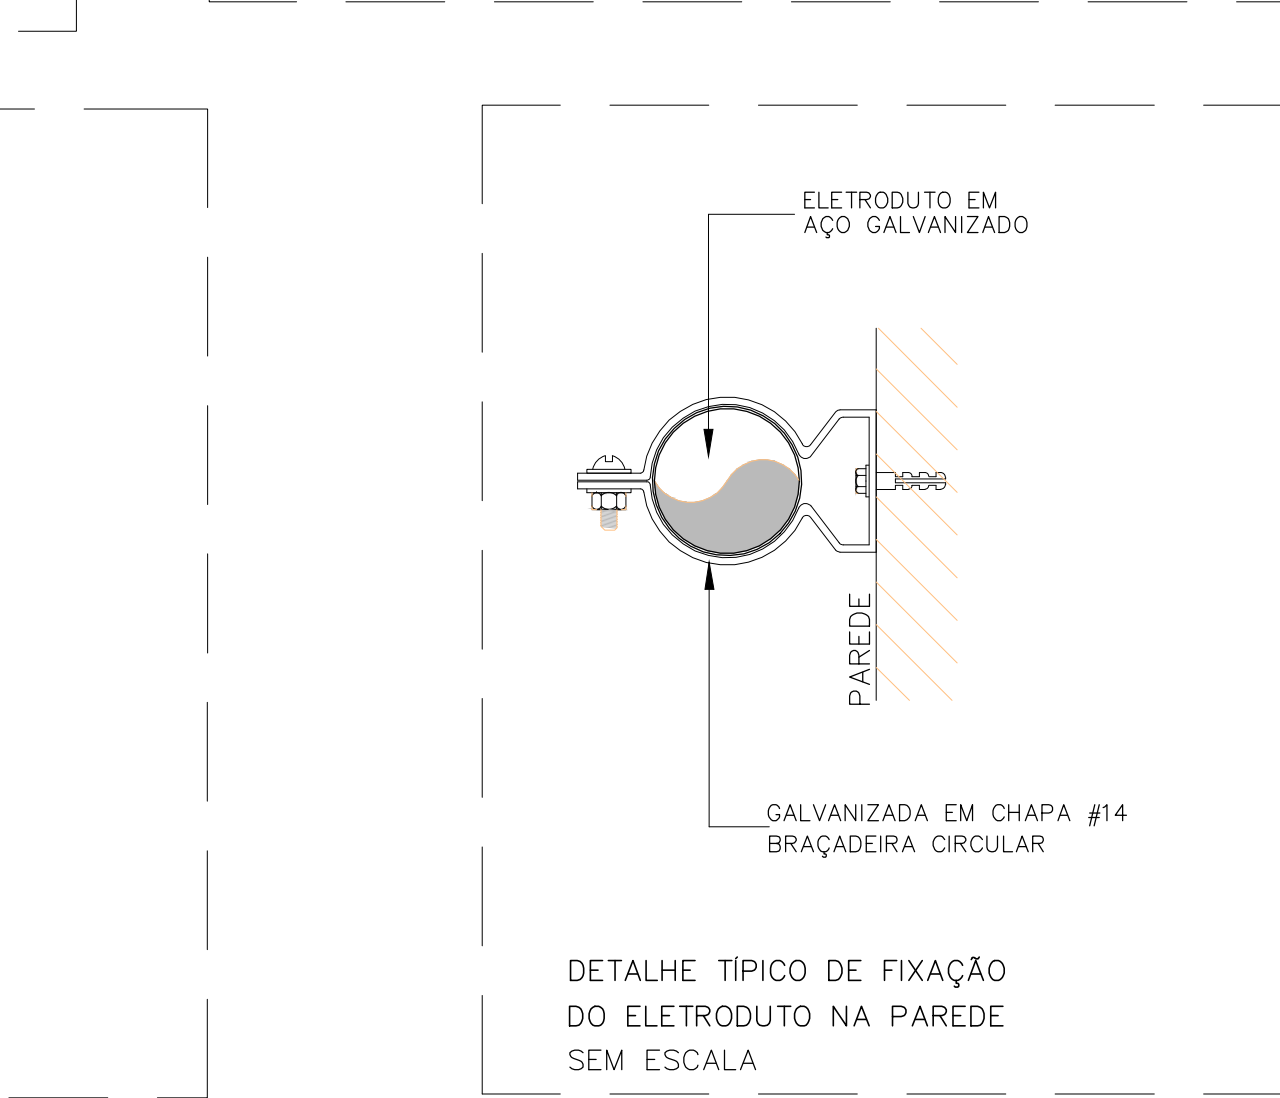 ELETRODUTO EM
AÇO GALVANIZADO
PAREDE
GALVANIZADA EM CHAPA #14
BRAÇADEIRA CIRCULAR
DETALHE TÍPICO DE FIXAÇÃO
DO ELETRODUTO NA PAREDE
SEM ESCALA